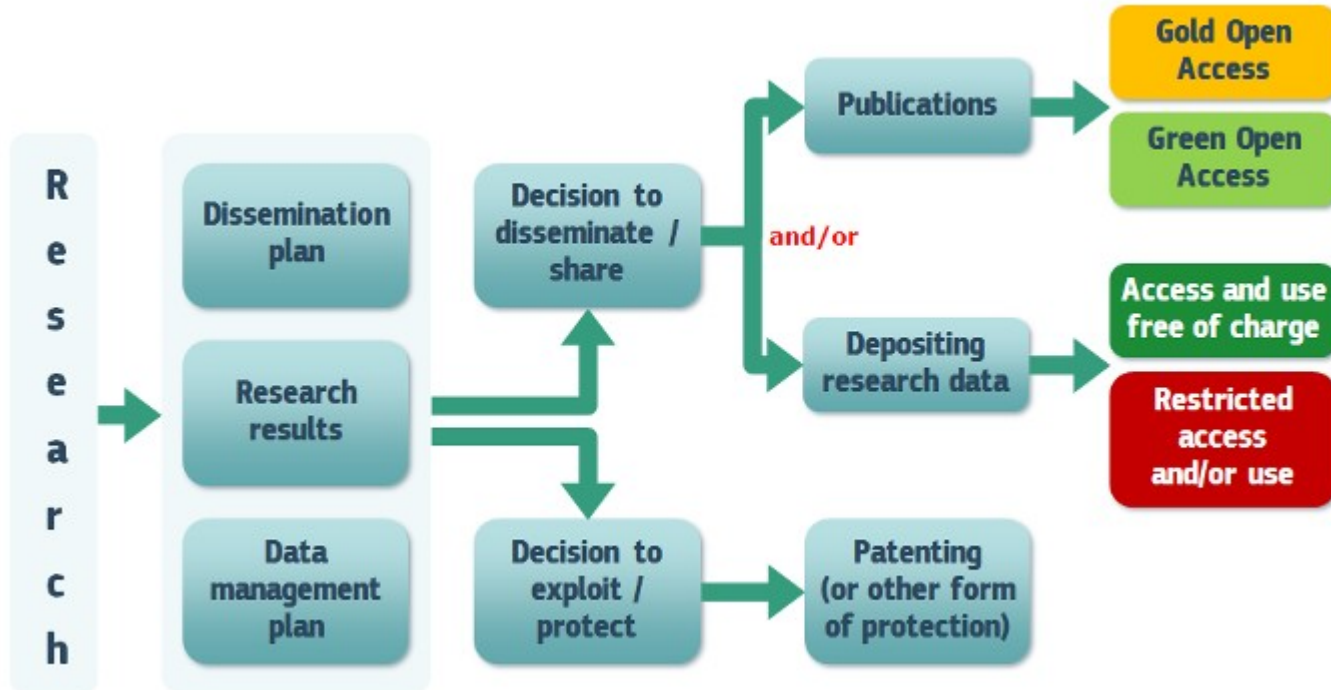 Research
Dissemination
plan
Research
results
Data
management
plan
Decision to
disseminate /
share
Decision to
exploit /
protect
and/or
Publications
Depositing
research data
Patenting
(or other form
of protection)
Gold Open
Access
Green Open
Access
Access and use
free of charge
Restricted
access
and/or use